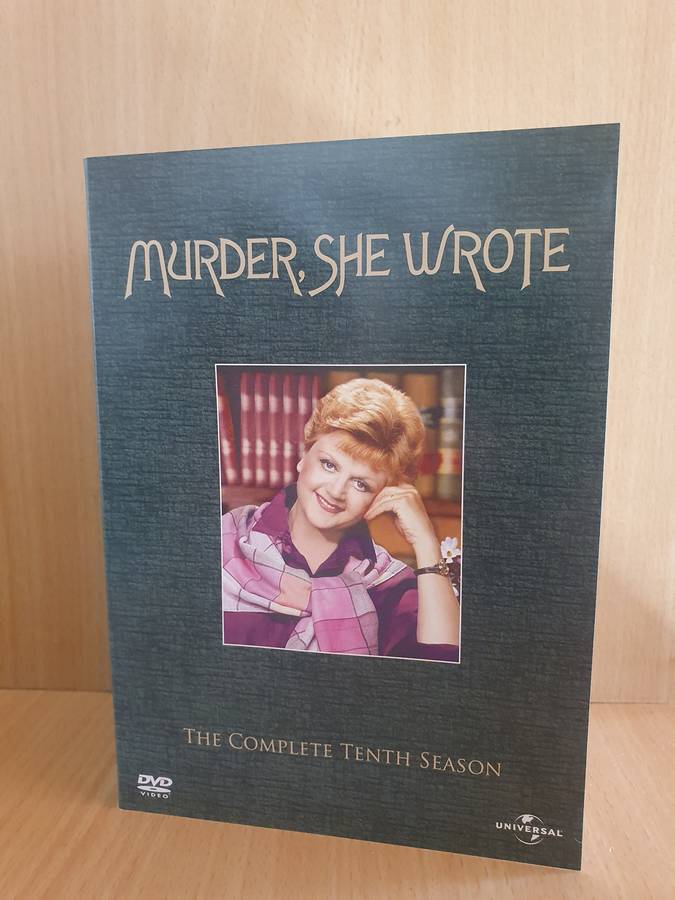 MURDER, SHE WROTE
THE COMPLETE TENTH SEASON
DVD
VIDEO
UNIVERSAL